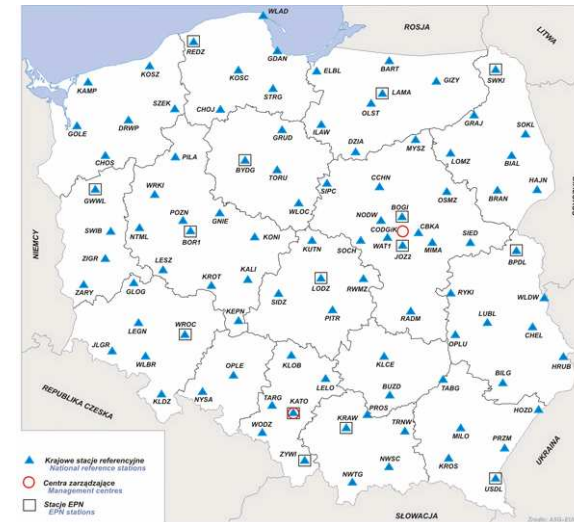 WLAD
ROSJA
LITWA
REDZ
GDAN
KOSZ
KOSC
ELBL
BART
GIZY
SWKI
KAMP
STRG
LAMA
OLST
SZEK
CHOJ
GOLE
DRWP
GRAJ
SOKL
ILAW
GRUD
DZIA
MYSZ
CHOS
PILA
LOMZ
BIAL
BYDG
TORU
SIPC
CCHN
GWWL
WRKI
WLOC
OSMZ
BRAN
HAJN
POZN
GNIE
NODW
BOGI
CODGIK
CBKA
SWIB
NTML
BOR1
KONI
KUTN
SOCH
WAT1
JOZ2
MIMA
SIED
NIEMCY
ZIGR
LESZ
BPDL
ZARY
GLOG
KROT
KALI
SIDZ
LODZ
RWMZ
RYKI
WLDW
KEPN
PITR
RADM
LUBL
LEGN
WROC
OPLU
CHEL
JLGR
WLBR
OPLE
KLOB
KLCE
HRUB
LELO
BUZD
TABG
BILG
REPUBLIKA CZESKA
KLDZ
NYSA
TARG
KATO
PROS
HOZD
KRAW
TRNW
MILO
PRZM
WODZ
ZYWI
NWTG
NWSC
KROS
USDL
UKRAINA
SŁOWACJA
Krajowe stacje referencyjne
National reference stations
Centra zarządzające
Management centres
Stacje EPN
EPN stations